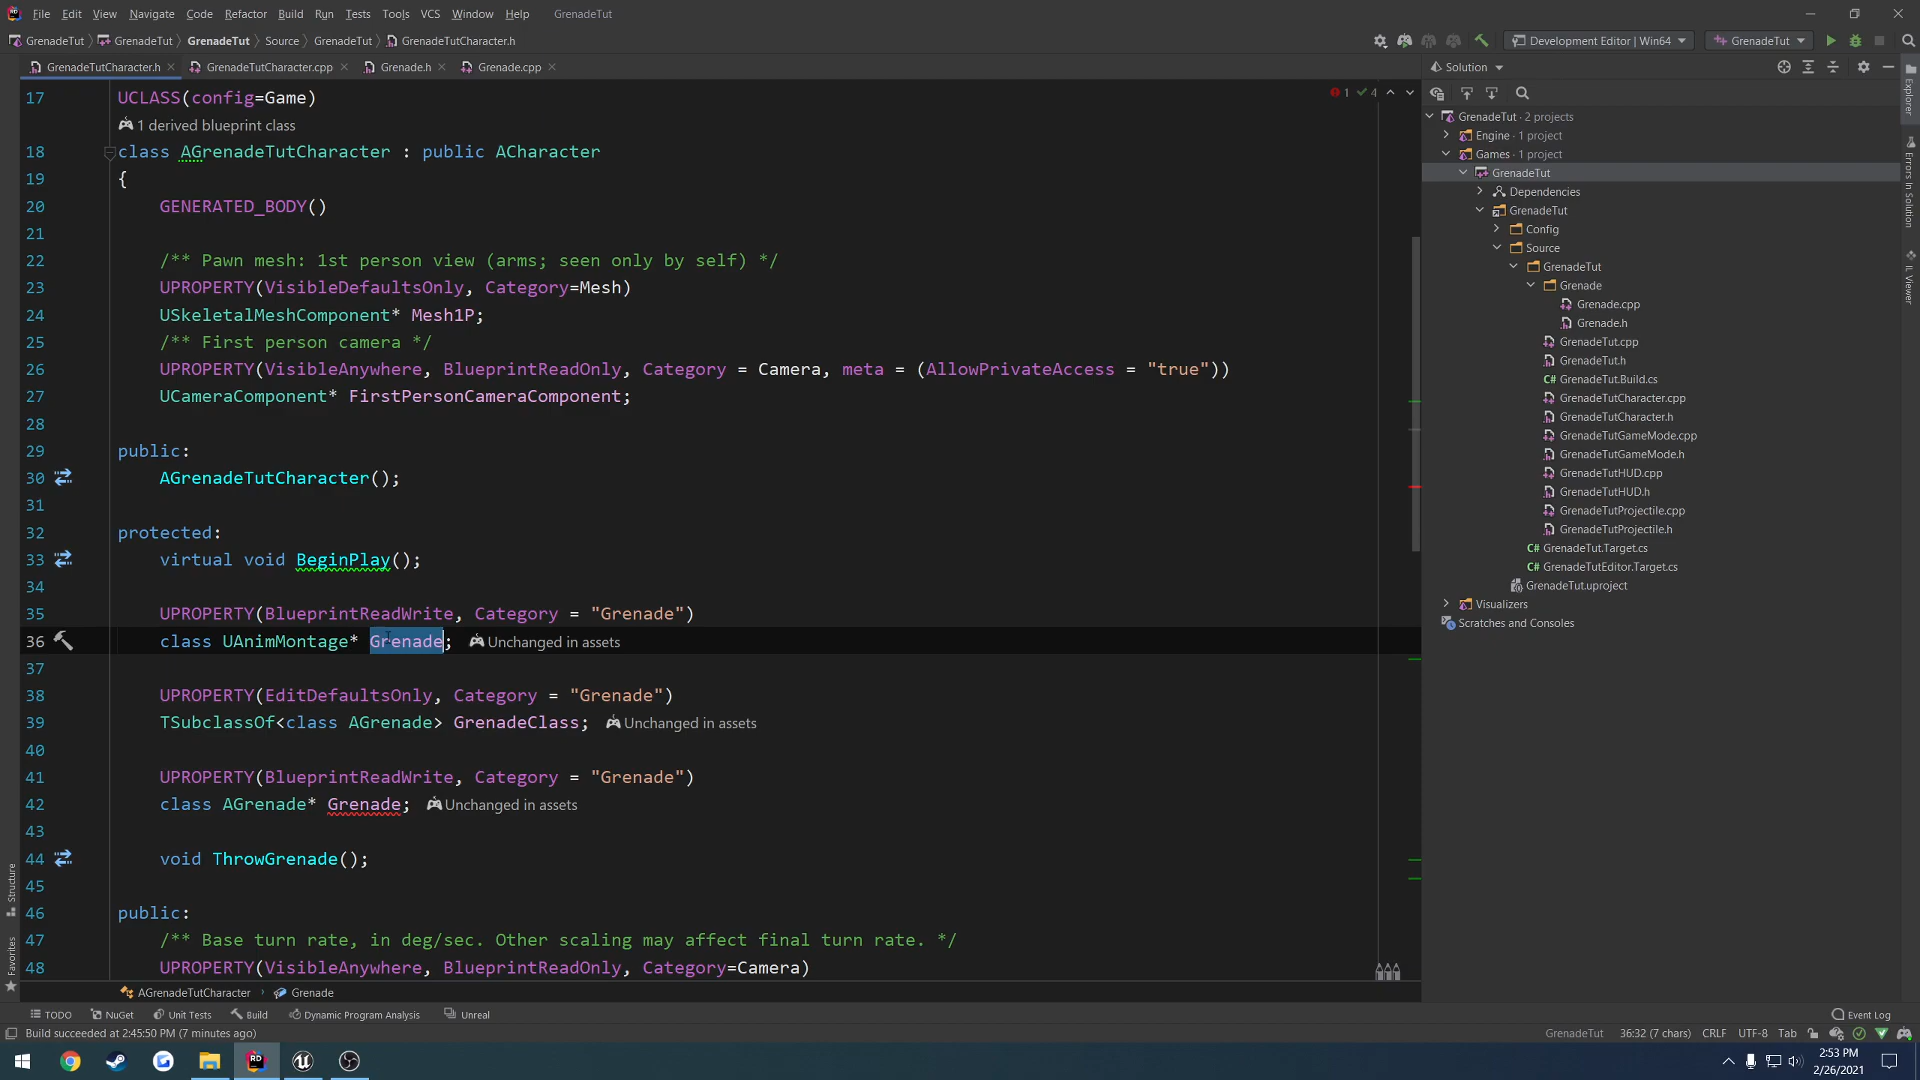 File Edit View Navigate Code Refactor Build Run Tests Tools VCS Window Help GrenadeTut
GrenadeTut GrenadeTut GrenadeTut Source GrenadeTut GrenadeTutCharacter.h
Development Editor | Win64 GrenadeTut
GrenadeTutCharacter.h GrenadeTutCharacter.cpp Grenade.h Grenade.cpp
1 4
17 UCLASS(config=Game)
1 derived blueprint class
18 class AGrenadeTutCharacter : public ACharacter
19 {
20 GENERATED_BODY()
21
22 /** Pawn mesh: 1st person view (arms; seen only by self) */
23 UPROPERTY(VisibleDefaultsOnly, Category=Mesh)
24 USkeletalMeshComponent* Mesh1P;
25 /** First person camera */
26 UPROPERTY(VisibleAnywhere, BlueprintReadOnly, Category = Camera, meta = (AllowPrivateAccess = "true"))
27 UCameraComponent* FirstPersonCameraComponent;
28
29 public:
30 AGrenadeTutCharacter();
31
32 protected:
33 virtual void BeginPlay();
34
35 UPROPERTY(BlueprintReadWrite, Category = "Grenade")
36 class UAnimMontage* Grenade; Unchanged in assets
37
38 UPROPERTY(EditDefaultsOnly, Category = "Grenade")
39 TSubclassOf<class AGrenade> GrenadeClass; Unchanged in assets
40
41 UPROPERTY(BlueprintReadWrite, Category = "Grenade")
42 class AGrenade* Grenade; Unchanged in assets
43
44 void ThrowGrenade();
45
46 public:
47 /** Base turn rate, in deg/sec. Other scaling may affect final turn rate. */
48 UPROPERTY(VisibleAnywhere, BlueprintReadOnly, Category=Camera)
AGrenadeTutCharacter Grenade
Solution
GrenadeTut · 2 projects
Engine · 1 project
Games · 1 project
GrenadeTut
Dependencies
GrenadeTut
Config
Source
GrenadeTut
Grenade
Grenade.cpp
Grenade.h
GrenadeTut.cpp
GrenadeTut.h
GrenadeTut.Build.cs
GrenadeTutCharacter.cpp
GrenadeTutCharacter.h
GrenadeTutGameMode.cpp
GrenadeTutGameMode.h
GrenadeTutHUD.cpp
GrenadeTutHUD.h
GrenadeTutProjectile.cpp
GrenadeTutProjectile.h
C# GrenadeTut.Target.cs
C# GrenadeTutEditor.Target.cs
GrenadeTut.uproject
Visualizers
Scratches and Consoles
Explorer
Errors In Solution
IL Viewer
Structure
Favorites
TODO NuGet Unit Tests Build Dynamic Program Analysis Unreal Event Log
Build succeeded at 2:45:50 PM (7 minutes ago) GrenadeTut 36:32 (7 chars) CRLF UTF-8 Tab
2:53 PM
2/26/2021